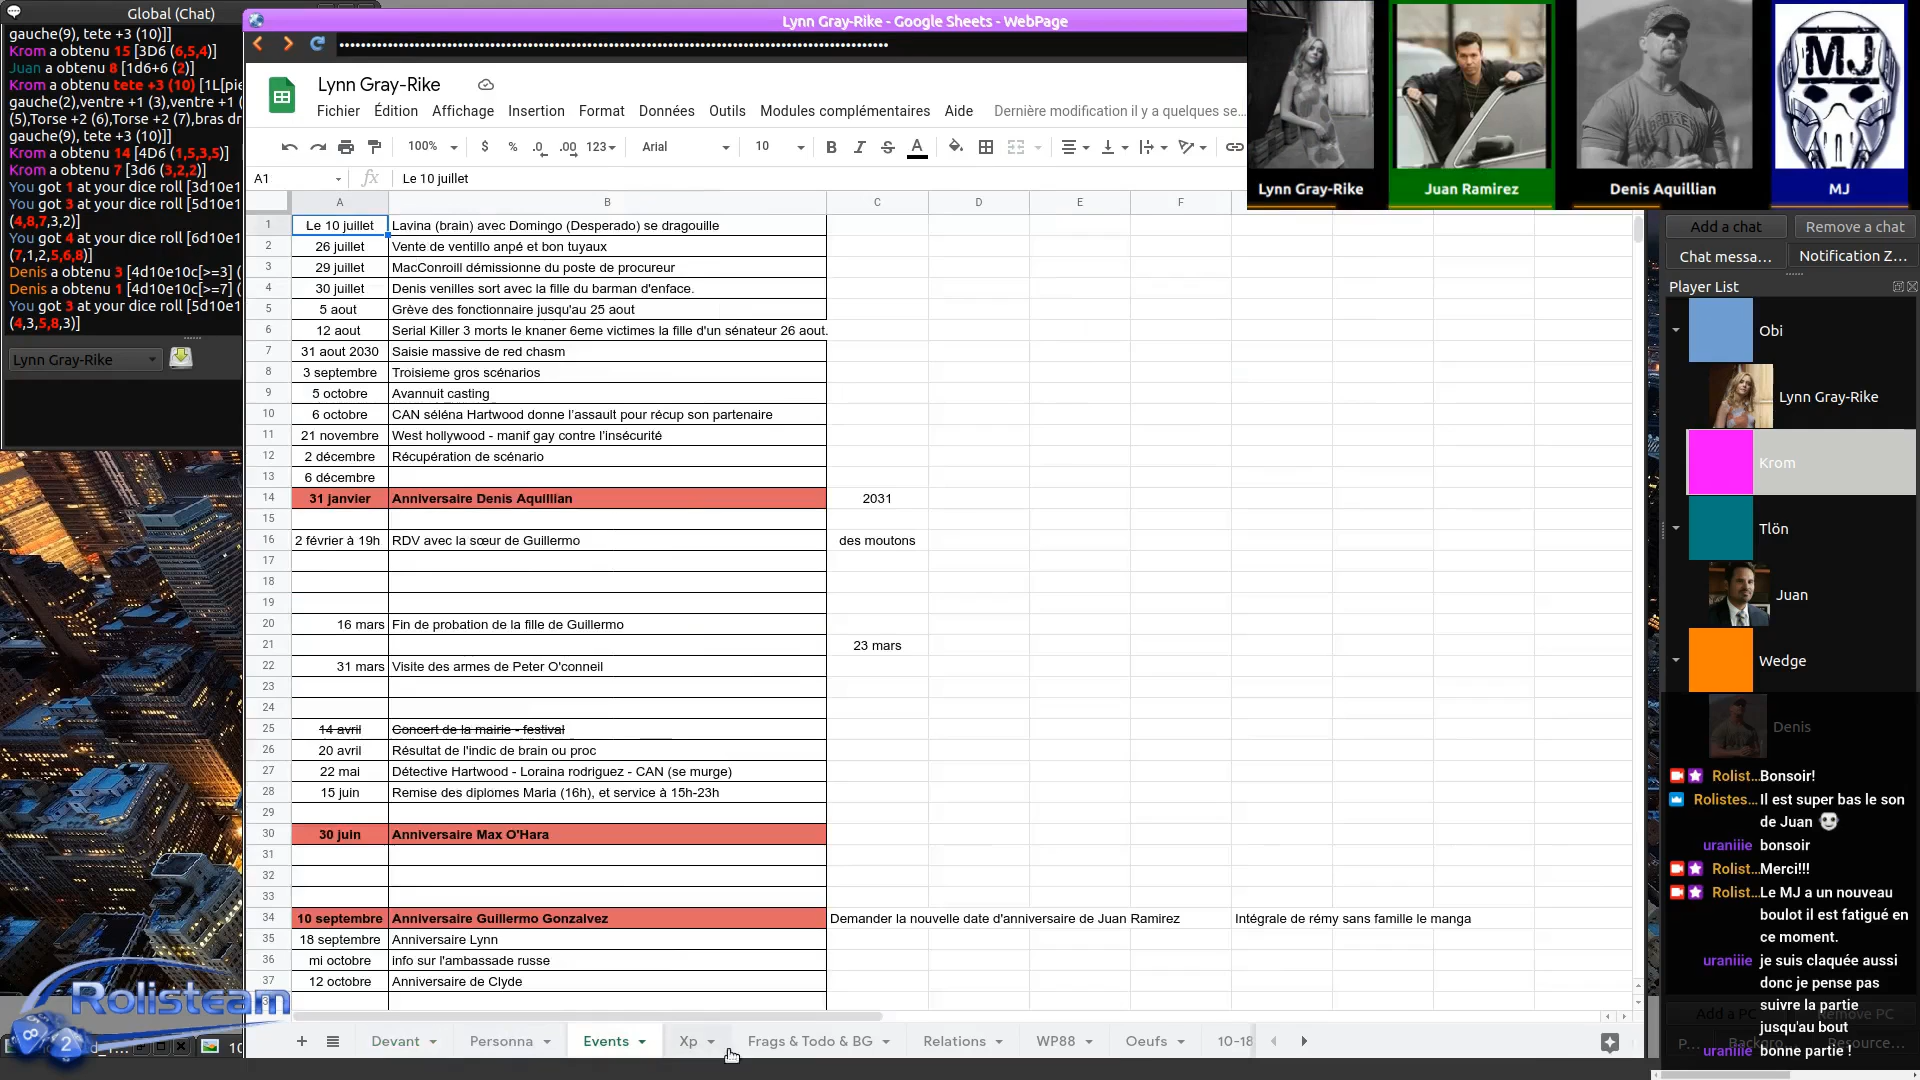 Global (Chat)
gauche(9), tete +3 (10)]]
Krom a obtenu 15 [3D6 (6,5,4)]
Juan a obtenu 8 [1d6+6 (2)]
Krom a obtenu tete +3 (10) [1L[pie
gauche(2),ventre +1 (3),ventre +1 (
(5),Torse +2 (6),Torse +2 (7),bras dr
gauche(9), tete +3 (10)]]
Krom a obtenu 14 [4D6 (1,5,3,5)]
Krom a obtenu 7 [3d6 (3,2,2)]
You got 1 at your dice roll [3d10e1
You got 3 at your dice roll [5d10e1
(4,8,7,3,2)]
You got 4 at your dice roll [6d10e1
(7,1,2,5,6,8)]
Denis a obtenu 3 [4d10e10c[>=3] (
Denis a obtenu 1 [4d10e10c[>=7] (
You got 3 at your dice roll [5d10e1
(4,3,5,8,3)]
Lynn Gray-Rike
Lynn Gray-Rike - Google Sheets - WebPage
Lynn Gray-Rike
Fichier Édition Affichage Insertion Format Données Outils Modules complémentaires Aide Dernière modification il y a quelques se...
100% $ % .0 .00 123 Arial 10 B I S A
A1 fx Le 10 juillet
A B C D E F
1 Le 10 juillet Lavina (brain) avec Domingo (Desperado) se dragouille
2 26 juillet Vente de ventillo anpé et bon tuyaux
3 29 juillet MacConroill démissionne du poste de procureur
4 30 juillet Denis venilles sort avec la fille du barman d'enface.
5 5 aout Grève des fonctionnaire jusqu'au 25 aout
6 12 aout Serial Killer 3 morts le knaner 6eme victimes la fille d'un sénateur 26 aout.
7 31 aout 2030 Saisie massive de red chasm
8 3 septembre Troisieme gros scénarios
9 5 octobre Avannuit casting
10 6 octobre CAN séléna Hartwood donne l'assault pour récup son partenaire
11 21 novembre West hollywood - manif gay contre l'insécurité
12 2 décembre Récupération de scénario
13 6 décembre
14 31 janvier Anniversaire Denis Aquillian 2031
15
16 2 février à 19h RDV avec la sœur de Guillermo des moutons
17
18
19
20 16 mars Fin de probation de la fille de Guillermo
21 23 mars
22 31 mars Visite des armes de Peter O'conneil
23
24
25 14 avril Concert de la mairie - festival
26 20 avril Résultat de l'indic de brain ou proc
27 22 mai Détective Hartwood - Loraina rodriguez - CAN (se murge)
28 15 juin Remise des diplomes Maria (16h), et service à 15h-23h
29
30 30 juin Anniversaire Max O'Hara
31
32
33
34 10 septembre Anniversaire Guillermo Gonzalvez Demander la nouvelle date d'anniversaire de Juan Ramirez Intégrale de rémy sans famille le manga
35 18 septembre Anniversaire Lynn
36 mi octobre info sur l'ambassade russe
37 12 octobre Anniversaire de Clyde
Devant Personna Events Xp Frags & Todo & BG Relations WP88 Oeufs 10-18
Rolisteam
8
2
MJ
Lynn Gray-Rike Juan Ramirez Denis Aquillian MJ
Add a chat Remove a chat
Chat messa... Notification Z...
Player List
Obi
Lynn Gray-Rike
Krom
Tlön
Juan
Wedge
Denis
Rolist...Bonsoir!
Rolistes...Il est super bas le son
de Juan
uraniiie bonsoir
Rolist...Merci!!!
Rolist...Le MJ a un nouveau
boulot il est fatigué en
ce moment.
uraniiie je suis claquée aussi
donc je pense pas
suivre la partie
jusqu'au bout
uraniiie bonne partie !
Add a PC Remove PC
P... Backgro... Resource...